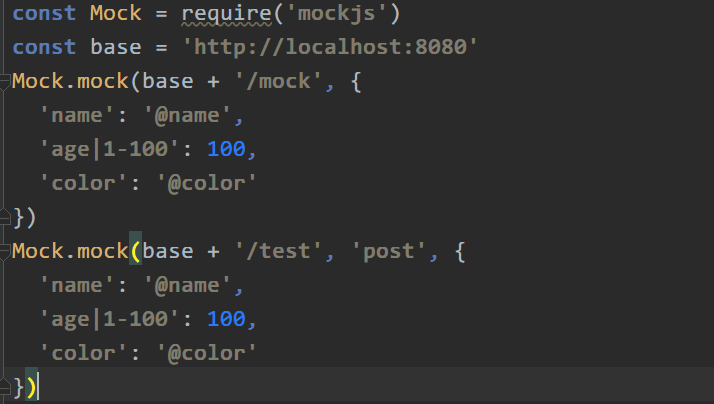 const Mock = require('mockjs')
const base = 'http://localhost:8080'
Mock.mock(base + '/mock', {
  'name': '@name',
  'age|1-100': 100,
  'color': '@color'
})
Mock.mock(base + '/test', 'post', {
  'name': '@name',
  'age|1-100': 100,
  'color': '@color'
})